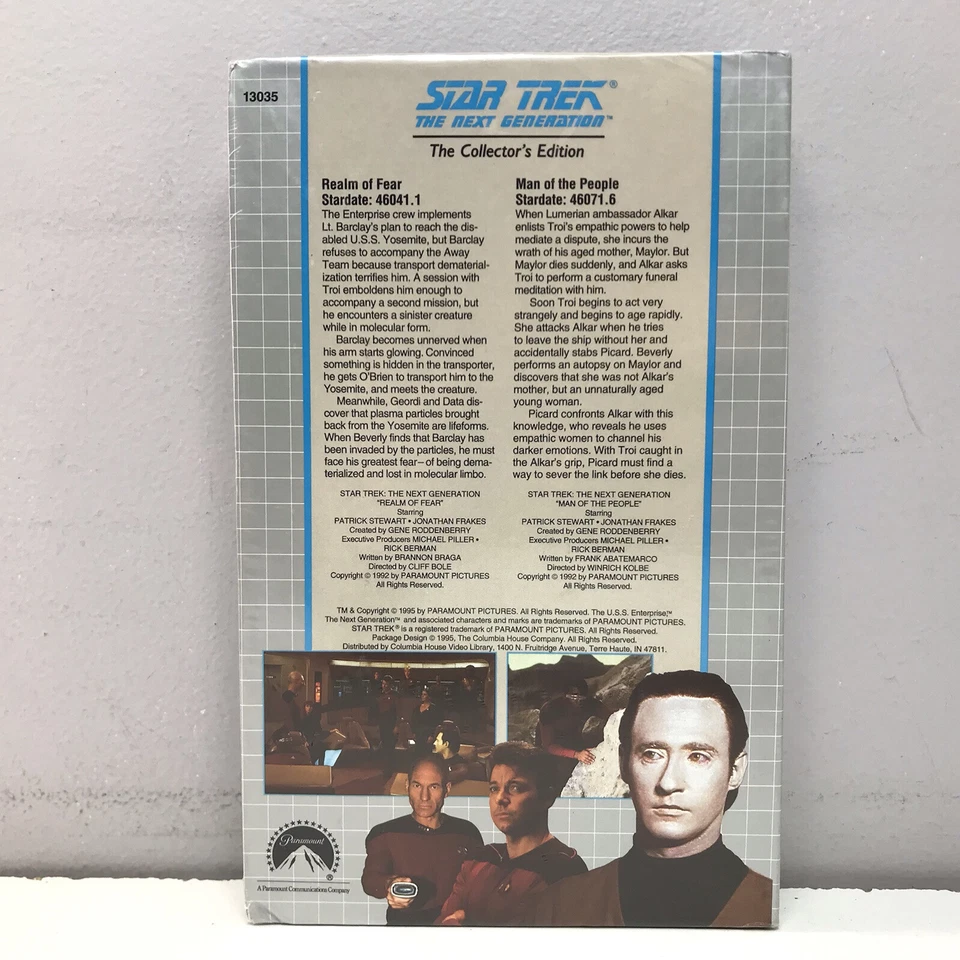 13035
STAR TREK®
THE NEXT GENERATION™
The Collector's Edition
Realm of Fear
Stardate: 46041.1
The Enterprise crew implements
Lt. Barclay's plan to reach the dis-
abled U.S.S. Yosemite, but Barclay
refuses to accompany the Away
Team because transport dematerial-
ization terrifies him. A session with
Troi emboldens him enough to
accompany a second mission, but
he encounters a sinister creature
while in molecular form.
Barclay becomes unnerved when
his arm starts glowing. Convinced
something is hidden in the transporter,
he gets O'Brien to transport him to the
Yosemite, and meets the creature.
Meanwhile, Geordi and Data dis-
cover that plasma particles brought
back from the Yosemite are lifeforms.
When Beverly finds that Barclay has
been invaded by the particles, he must
face his greatest fear—of being dema-
terialized and lost in molecular limbo.
STAR TREK: THE NEXT GENERATION
"REALM OF FEAR"
Starring
PATRICK STEWART • JONATHAN FRAKES
Created by GENE RODDENBERRY
Executive Producers MICHAEL PILLER •
RICK BERMAN
Written by BRANNON BRAGA
Directed by CLIFF BOLE
Copyright © 1992 by PARAMOUNT PICTURES
All Rights Reserved.
Man of the People
Stardate: 46071.6
When Lumerian ambassador Alkar
enlists Troi's empathic powers to help
mediate a dispute, she incurs the
wrath of his aged mother, Maylor. But
Maylor dies suddenly, and Alkar asks
Troi to perform a customary funeral
meditation with him.
Soon Troi begins to act very
strangely and begins to age rapidly.
She attacks Alkar when he tries
to leave the ship without her and
accidentally stabs Picard. Beverly
performs an autopsy on Maylor and
discovers that she was not Alkar's
mother, but an unnaturally aged
young woman.
Picard confronts Alkar with this
knowledge, who reveals he uses
empathic women to channel his
darker emotions. With Troi caught in
the Alkar's grip, Picard must find a
way to sever the link before she dies.
STAR TREK: THE NEXT GENERATION
"MAN OF THE PEOPLE"
Starring
PATRICK STEWART • JONATHAN FRAKES
Created by GENE RODDENBERRY
Executive Producers MICHAEL PILLER •
RICK BERMAN
Written by FRANK ABATEMARCO
Directed by WINRICH KOLBE
Copyright © 1992 by PARAMOUNT PICTURES
All Rights Reserved.
TM & Copyright © 1995 by PARAMOUNT PICTURES. All Rights Reserved. The U.S.S. Enterprise,™
The Next Generation™ and associated characters and marks are trademarks of PARAMOUNT PICTURES.
STAR TREK® is a registered trademark of PARAMOUNT PICTURES. All Rights Reserved.
Package Design © 1995, The Columbia House Company. All Rights Reserved.
Distributed by Columbia House Video Library, 1400 N. Fruitridge Avenue, Terre Haute, IN 47811.
Paramount
®
A Paramount Communications Company